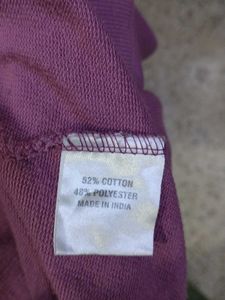 52% COTTON
48% POLYESTER
MADE IN INDIA